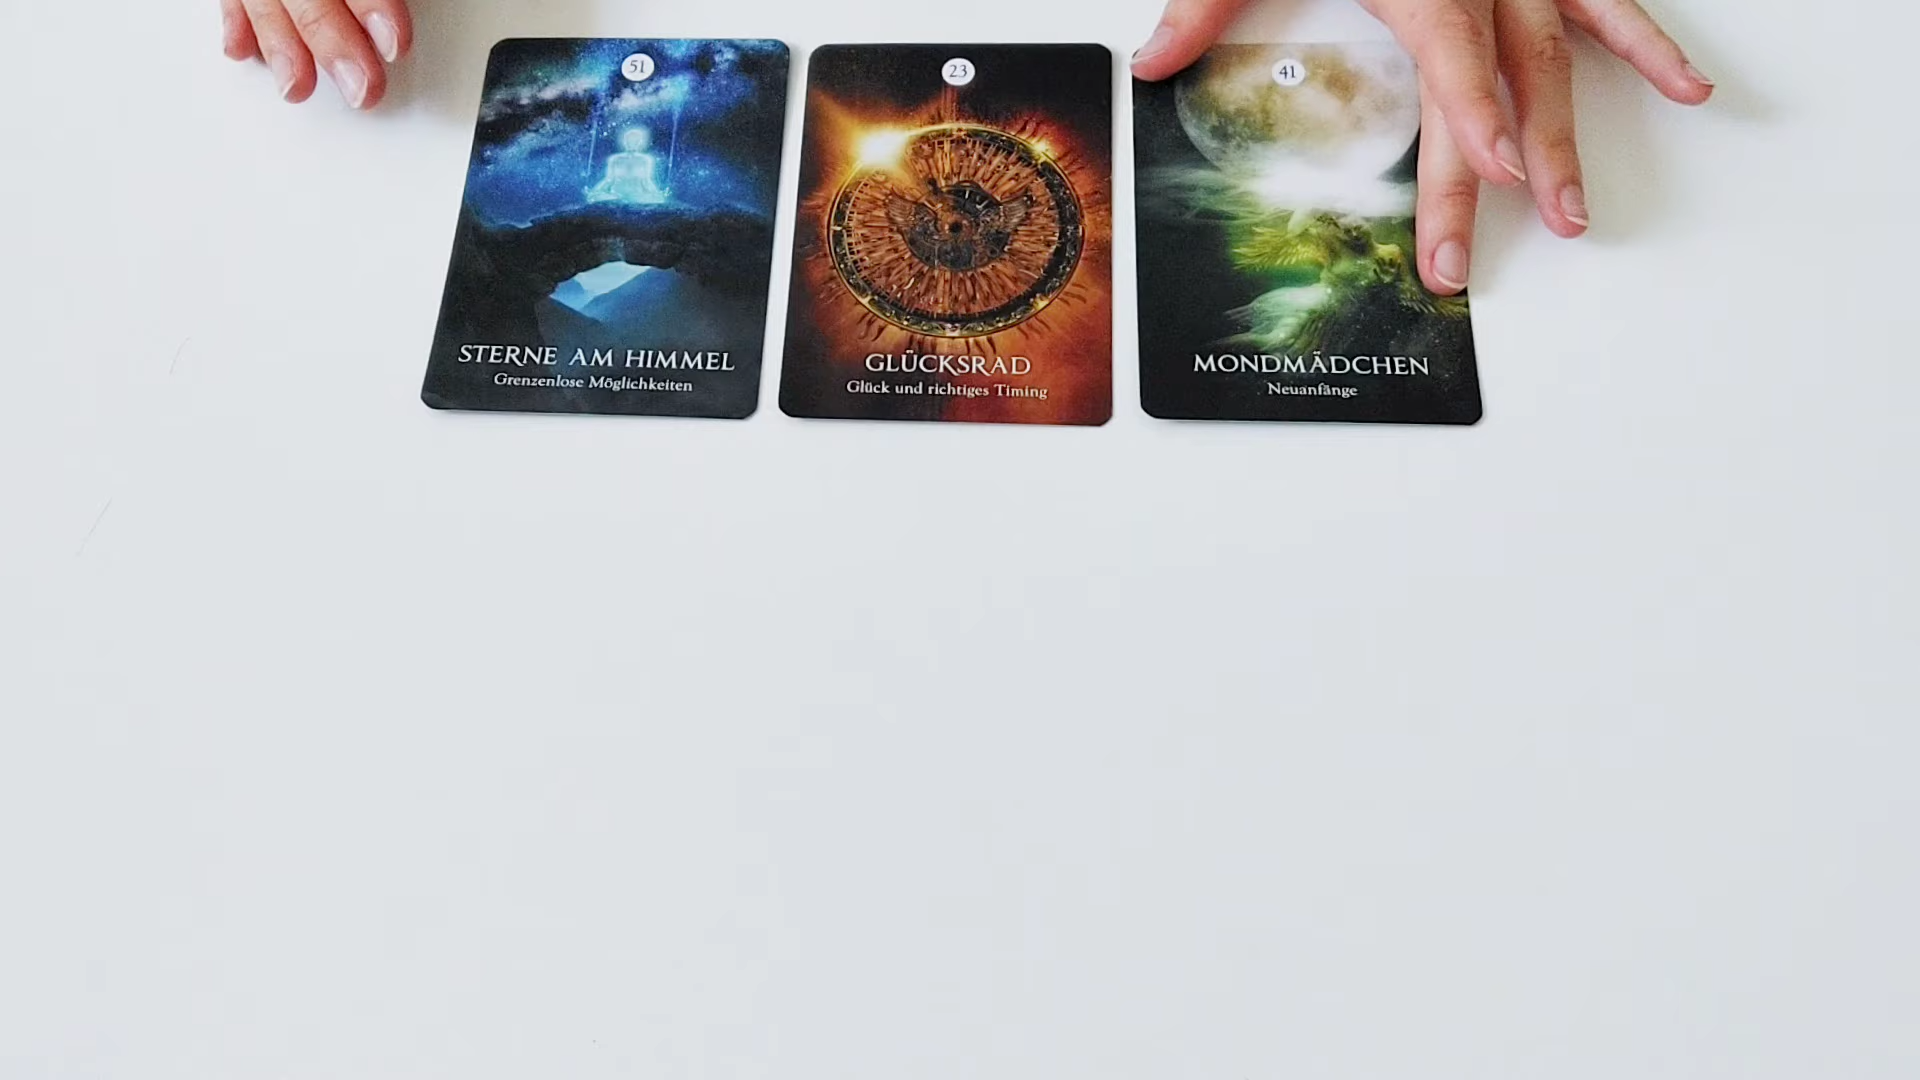 51
STERNE AM HIMMEL
Grenzenlose Möglichkeiten
23
GLÜCKSRAD
Glück und richtiges Timing
41
MONDMÄDCHEN
Neuanfänge